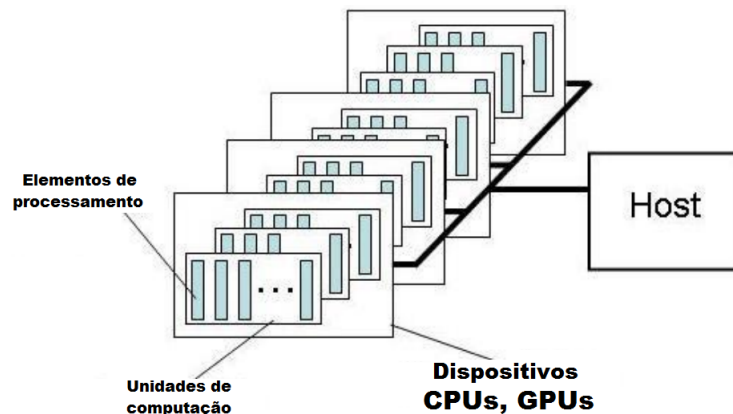 Elementos de
processamento
Host
Unidades de
computação
Dispositivos
CPUs, GPUs